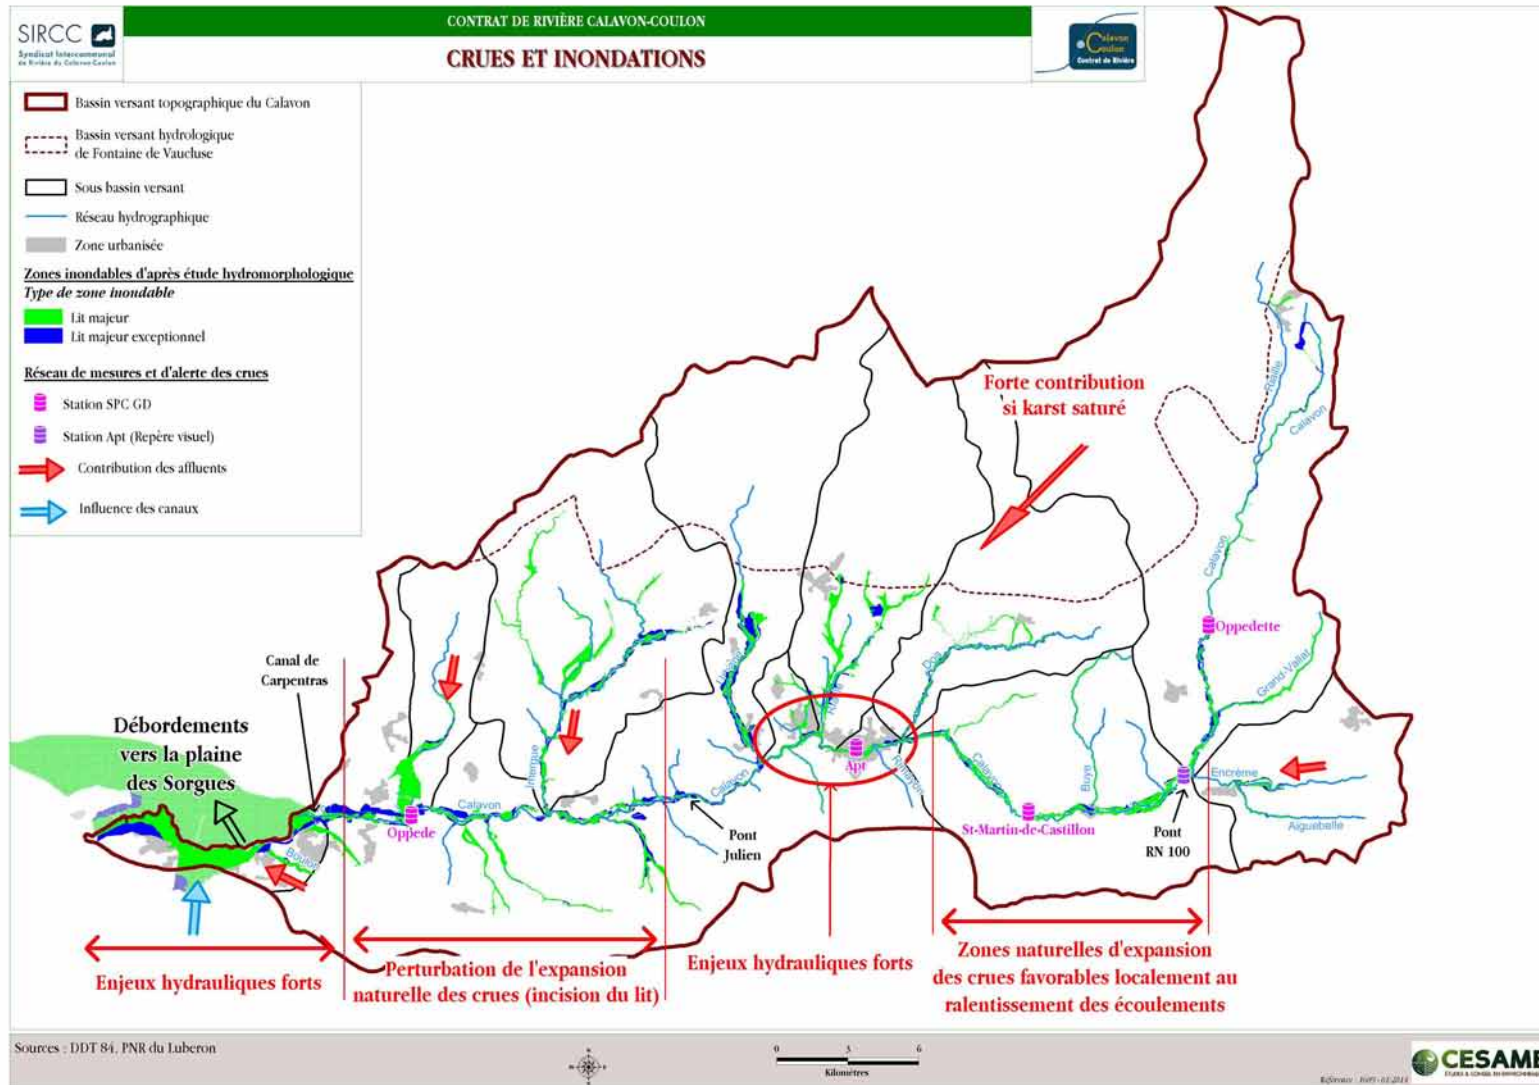 SIRCC
Syndicat Intercommunal
de Rivière du Calavon-Coulon
CONTRAT DE RIVIÈRE CALAVON-COULON
CRUES ET INONDATIONS
Calavon
Coulon
Contrat de Rivière
Bassin versant topographique du Calavon
Bassin versant hydrologique
de Fontaine de Vaucluse
Sous bassin versant
Réseau hydrographique
Zone urbanisée
Zones inondables d'après étude hydromorphologique
Type de zone inondable
Lit majeur
Lit majeur exceptionnel
Réseau de mesures et d'alerte des crues
Station SPC GD
Station Apt (Repère visuel)
Contribution des affluents
Influence des canaux
Forte contribution
si karst saturé
Riaille
Calavon
Calavon
Oppedette
Grand-Vallat
Canal de
Carpentras
Débordements
vers la plaine
des Sorgues
Imergue
Urbane
Doa
Apt
Calavon
Calavon
Calavon
Buye
Encrème
Aiguebelle
Oppede
Boulon
St-Martin-de-Castillon
Pont
Julien
Pont
RN 100
Enjeux hydrauliques forts
Perturbation de l'expansion
naturelle des crues (incision du lit)
Enjeux hydrauliques forts
Zones naturelles d'expansion
des crues favorables localement au
ralentissement des écoulements
Sources : DDT 84, PNR du Luberon
0 3 6
Kilomètres
CESAME